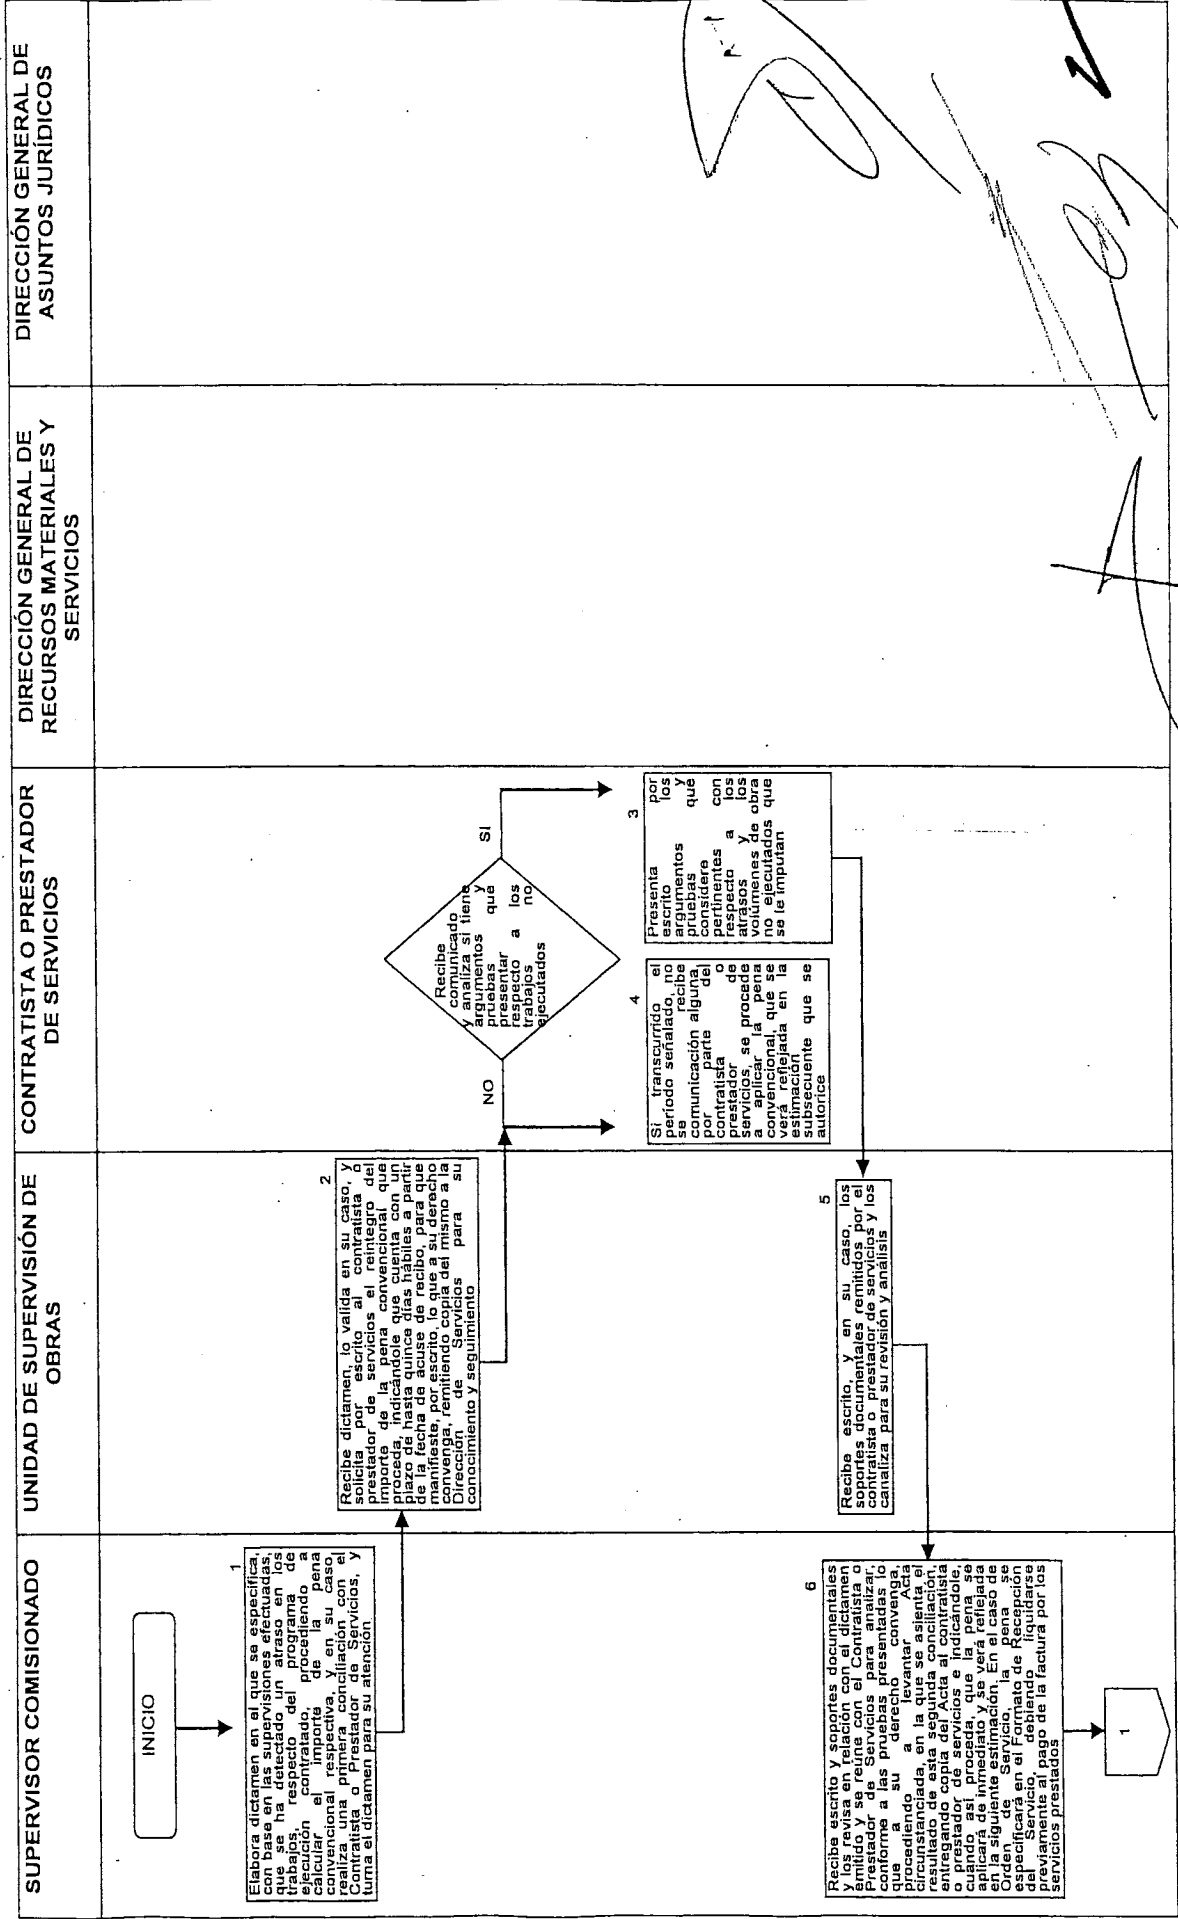 SUPERVISOR COMISIONADO
UNIDAD DE SUPERVISIÓN DE
OBRAS
CONTRATISTA O PRESTADOR
DE SERVICIOS
DIRECCIÓN GENERAL DE
RECURSOS MATERIALES Y
SERVICIOS
DIRECCIÓN GENERAL DE
ASUNTOS JURÍDICOS
INICIO
1
Elabora dictamen en el que se especifica,
con base en las supervisiones efectuadas,
que se ha detectado un atraso en los
trabajos, respecto del programa de
ejecución contratado, procediendo a
calcular el importe de la pena
convencional respectiva, y en su caso,
realiza una primera conciliación con el
Contratista o Prestador de Servicios, y
turna el dictamen para su atención
2
Recibe dictamen, lo valida en su caso, y
solicita por escrito al contratista o
prestador de servicios el reintegro del
importe de la pena convencional que
proceda, indicándole que cuenta con un
plazo de hasta quince días hábiles a partir
de la fecha de acuse de recibo, para que
manifieste, por escrito, lo que a su derecho
convenga, remitiendo copia del mismo a la
Dirección de Servicios para su
conocimiento y seguimiento
Recibe
comunicado
y analiza si tiene
argumentos y
pruebas que
presentar
respecto a los
trabajos no
ejecutados
NO
SI
3
Presenta por
escrito los
argumentos y
pruebas que
considere
pertinentes con
respecto a los
atrasos y los
volúmenes de obra
no ejecutados que
se le imputan
4
Si transcurrido el
período señalado, no
se recibe
comunicación alguna,
por parte del
contratista o
prestador de
servicios, se procede
a aplicar la pena
convencional, que se
verá reflejada en la
estimación
subsecuente que se
autorice
5
Recibe escrito, y en su caso, los
soportes documentales remitidos por el
contratista o prestador de servicios y los
canaliza para su revisión y análisis
6
Recibe escrito y soportes documentales
y los revisa en relación con el dictamen
emitido y se reúne con el Contratista o
Prestador de Servicios para analizar,
conforme a las pruebas presentadas lo
que a su derecho convenga,
procediendo a levantar Acta
circunstanciada, en la que se asienta el
resultado de esta segunda conciliación,
entregando copia del Acta al contratista
o prestador de servicios e indicándole,
cuando así proceda, que la pena se
aplicará de inmediato y se verá reflejada
en la siguiente estimación. En el caso de
Orden de Servicio, la pena se
especificará en el Formato de Recepción
del Servicio, debiendo liquidarse
previamente al pago de la factura por los
servicios prestados
1